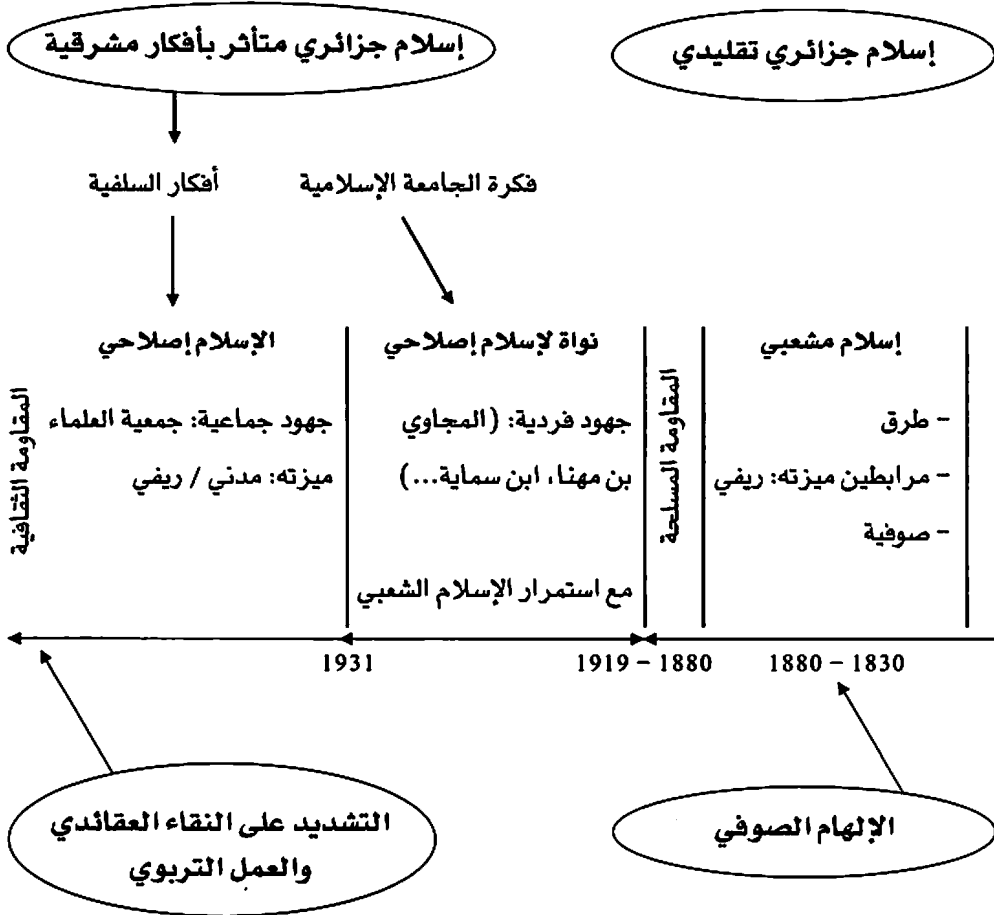 إسلام جزائري تقليدي
إسلام جزائري متأثر بأفكار مشرقية
فكرة الجامعة الإسلامية
أفكار السلفية
إسلام مشعبي
- طرق
- مرابطين ميزته: ريفي
- صوفية
المقاومة المسلحة
نواة لإسلام إصلاحي
جهود فردية: (المجاوي
بن مهنا، ابن سماية...)
مع استمرار الإسلام الشعبي
الإسلام إصلاحي
جهود جماعية: جمعية العلماء
ميزته: مدني / ريفي
المقاومة الثقافية
1880 – 1830
1919 – 1880
1931
الإلهام الصوفي
التشديد على النقاء العقائدي
والعمل التربوي